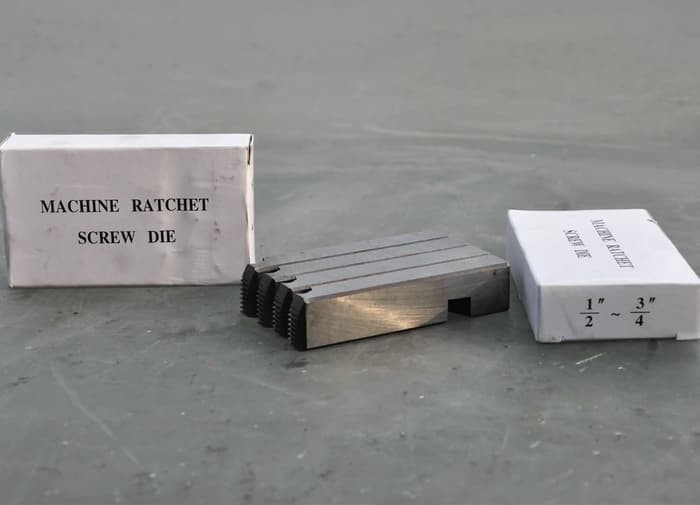 MACHINE RATCHET
SCREW DIE
MACHINE RATCHET
SCREW DIE
1/2" ~ 3/4"